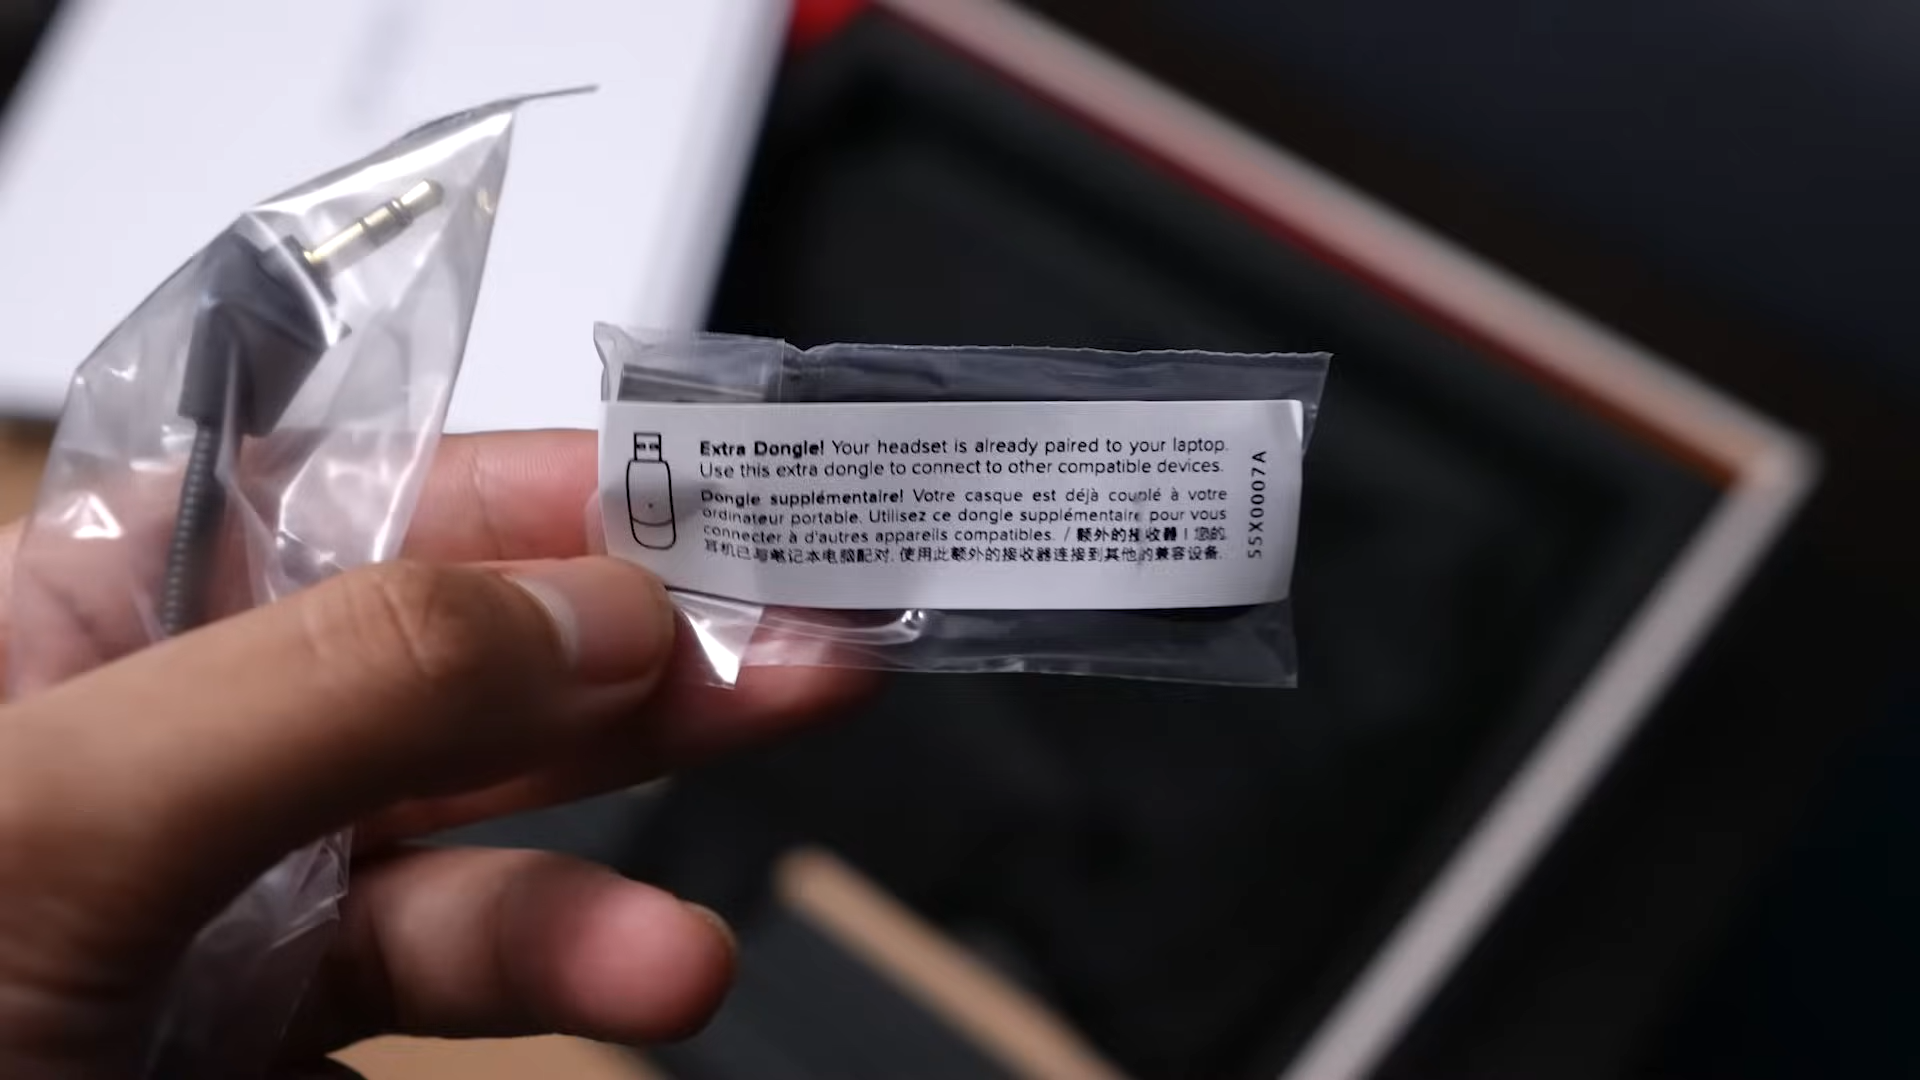 Extra Dongle! Your headset is already paired to your laptop.
Use this extra dongle to connect to other compatible devices.
Dongle supplémentaire! Votre casque est déjà couplé à votre
ordinateur portable. Utilisez ce dongle supplémentaire pour vous
connecter à d'autres appareils compatibles. / 额外的接收器 | 您的
耳机已与笔记本电脑配对. 使用此额外的接收器连接到其他的兼容设备.
55X0007A